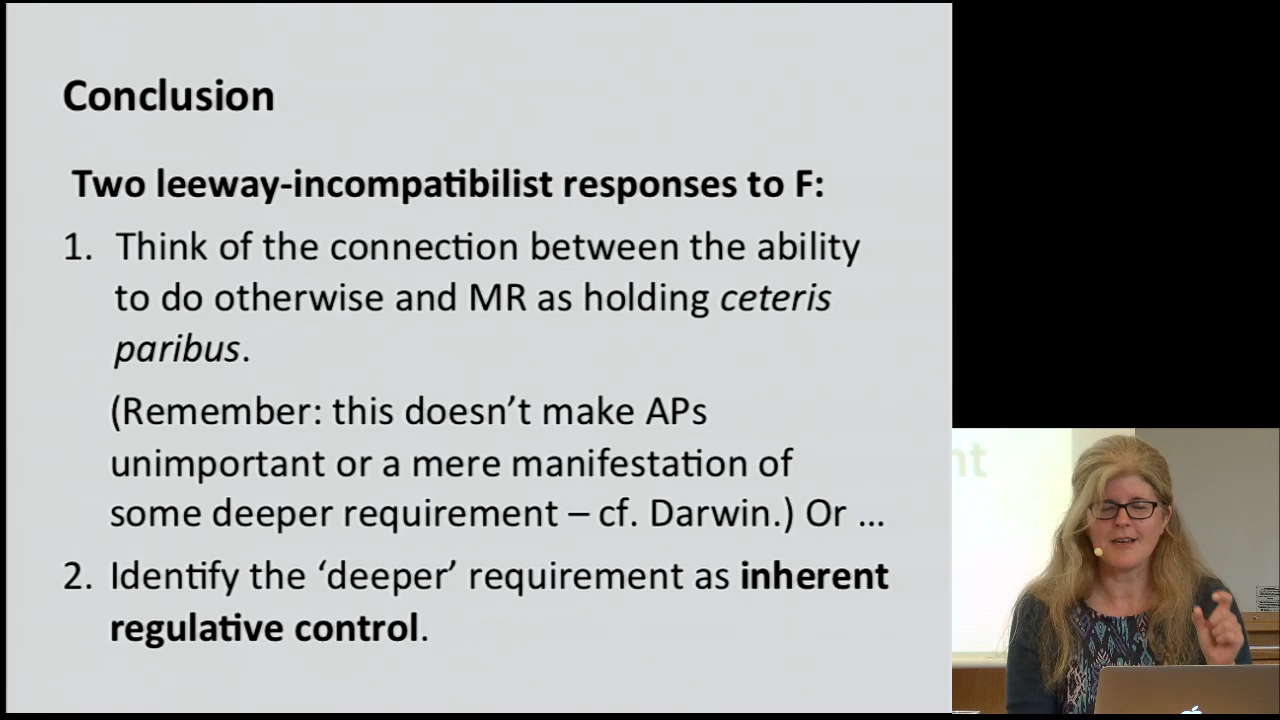 Conclusion
Two leeway-incompatibilist responses to F:
1. Think of the connection between the ability
to do otherwise and MR as holding ceteris
paribus.
(Remember: this doesn’t make APs
unimportant or a mere manifestation of
some deeper requirement – cf. Darwin.) Or ...
2. Identify the ‘deeper’ requirement as inherent
regulative control.
nt